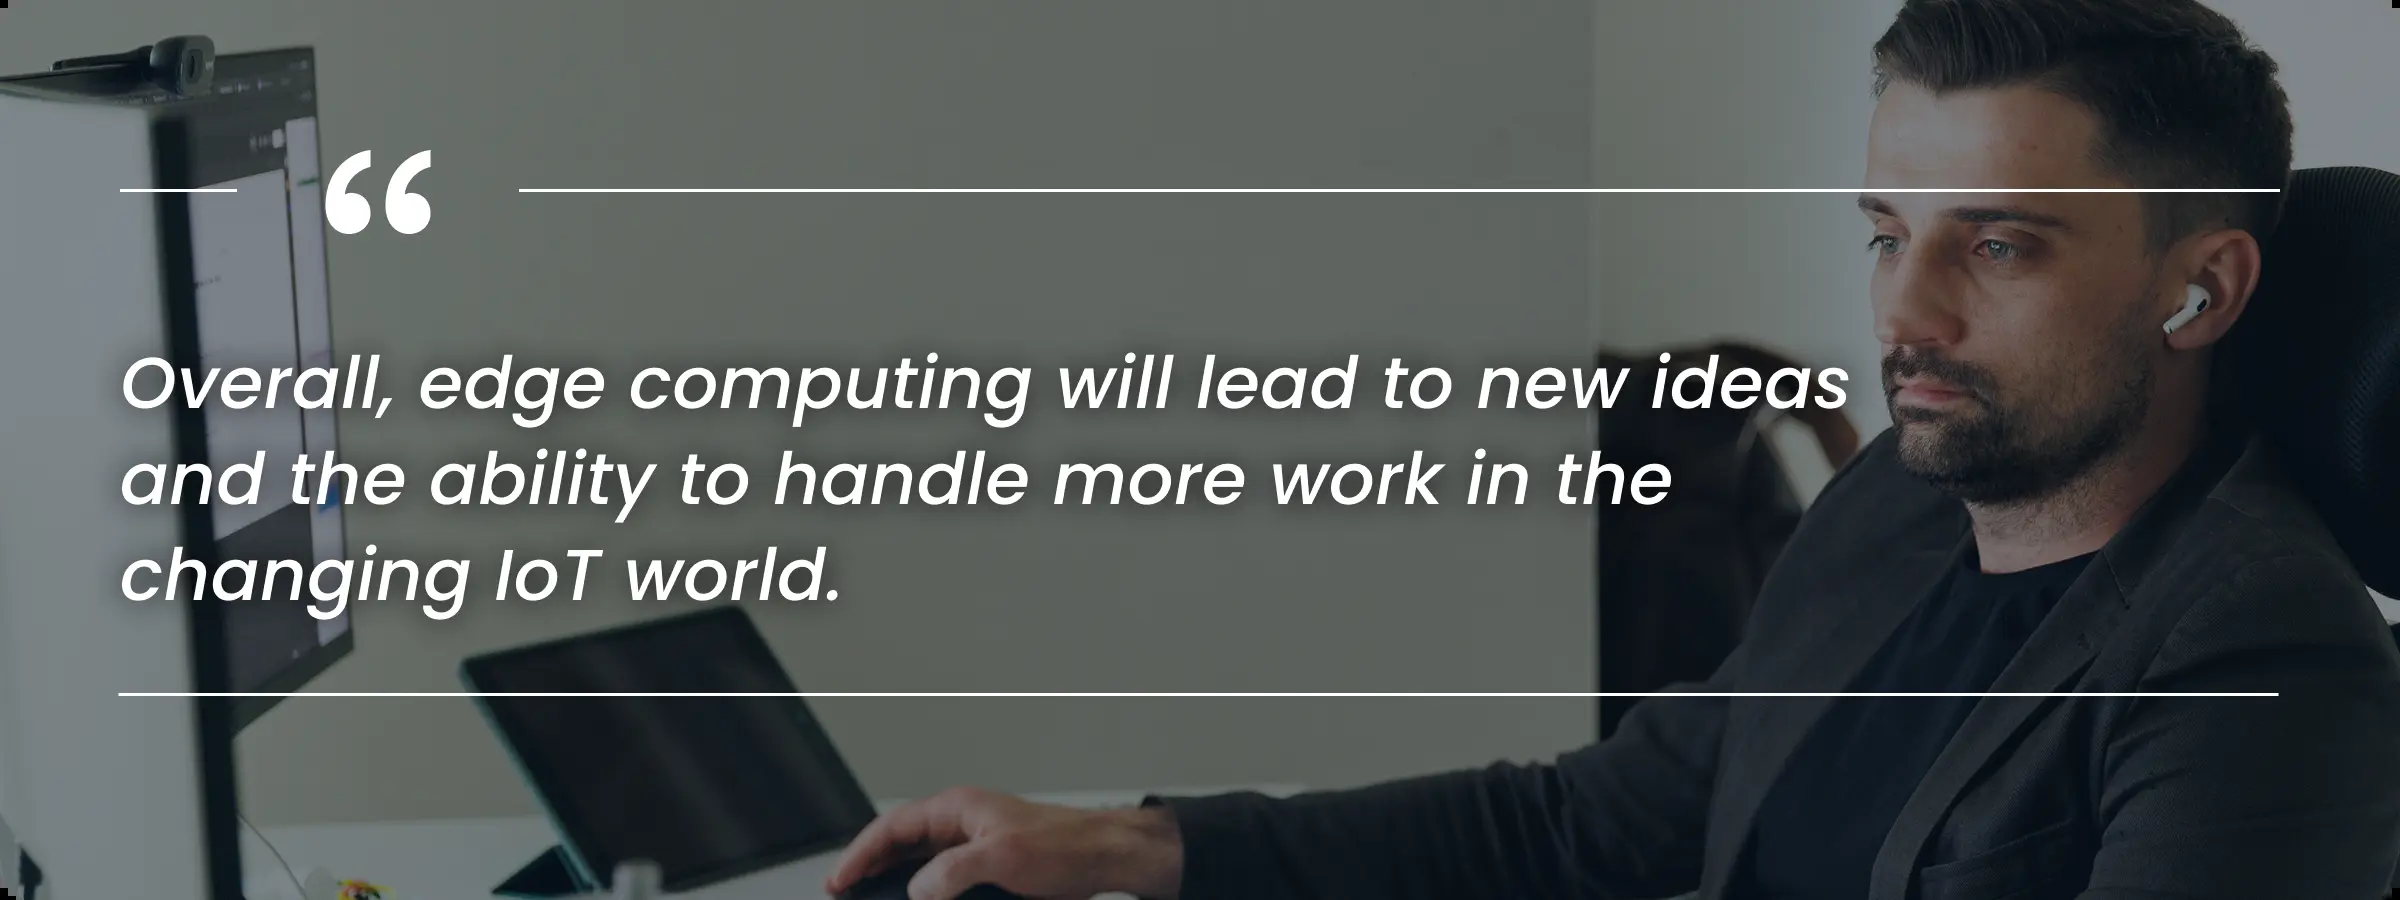 “
Overall, edge computing will lead to new ideas
and the ability to handle more work in the
changing IoT world.